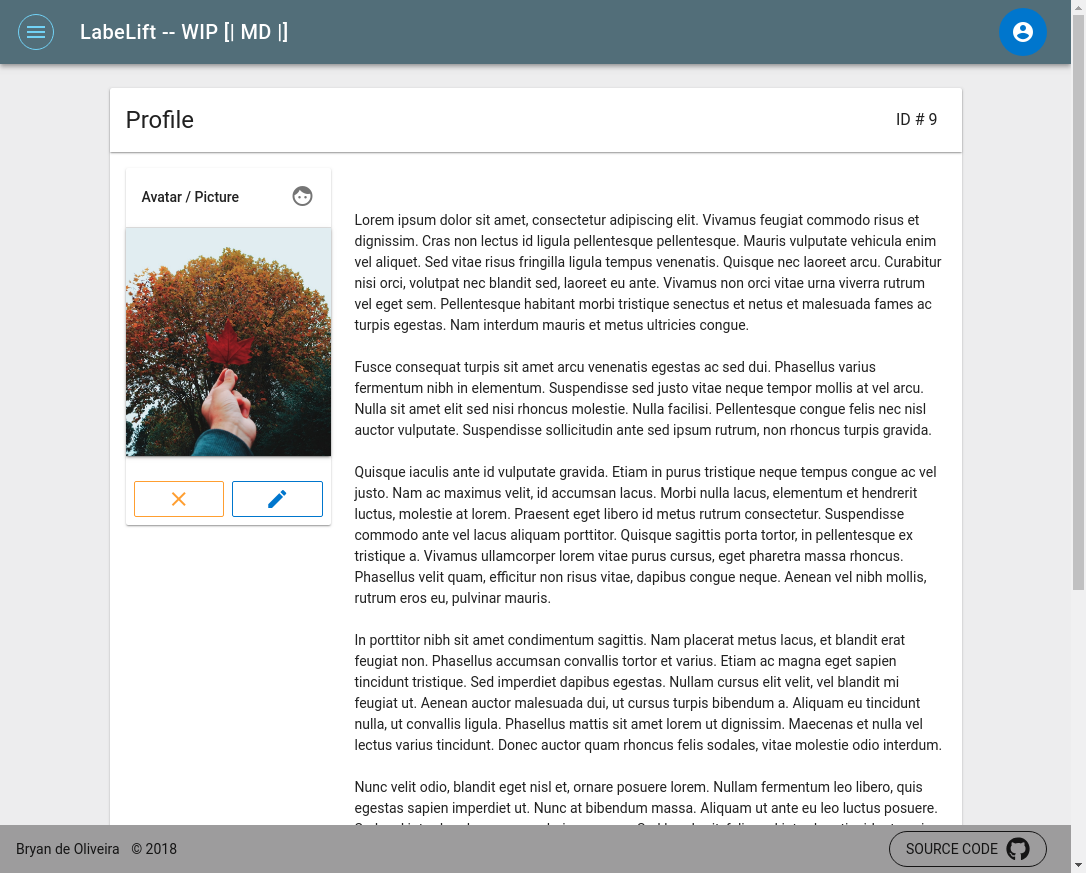 LabeLift -- WIP [| MD |]
Profile
ID # 9
Avatar / Picture
Lorem ipsum dolor sit amet, consectetur adipiscing elit. Vivamus feugiat commodo risus et
dignissim. Cras non lectus id ligula pellentesque pellentesque. Mauris vulputate vehicula enim
vel aliquet. Sed vitae risus fringilla ligula tempus venenatis. Quisque nec laoreet arcu. Curabitur
nisi orci, volutpat nec blandit sed, laoreet eu ante. Vivamus non orci vitae urna viverra rutrum
vel eget sem. Pellentesque habitant morbi tristique senectus et netus et malesuada fames ac
turpis egestas. Nam interdum mauris et metus ultricies congue.
Fusce consequat turpis sit amet arcu venenatis egestas ac sed dui. Phasellus varius
fermentum nibh in elementum. Suspendisse sed justo vitae neque tempor mollis at vel arcu.
Nulla sit amet elit sed nisi rhoncus molestie. Nulla facilisi. Pellentesque congue felis nec nisl
auctor vulputate. Suspendisse sollicitudin ante sed ipsum rutrum, non rhoncus turpis gravida.
Quisque iaculis ante id vulputate gravida. Etiam in purus tristique neque tempus congue ac vel
justo. Nam ac maximus velit, id accumsan lacus. Morbi nulla lacus, elementum et hendrerit
luctus, molestie at lorem. Praesent eget libero id metus rutrum consectetur. Suspendisse
commodo ante vel lacus aliquam porttitor. Quisque sagittis porta tortor, in pellentesque ex
tristique a. Vivamus ullamcorper lorem vitae purus cursus, eget pharetra massa rhoncus.
Phasellus velit quam, efficitur non risus vitae, dapibus congue neque. Aenean vel nibh mollis,
rutrum eros eu, pulvinar mauris.
In porttitor nibh sit amet condimentum sagittis. Nam placerat metus lacus, et blandit erat
feugiat non. Phasellus accumsan convallis tortor et varius. Etiam ac magna eget sapien
tincidunt tristique. Sed imperdiet dapibus egestas. Nullam cursus elit velit, vel blandit mi
feugiat ut. Aenean auctor malesuada dui, ut cursus turpis bibendum a. Aliquam eu tincidunt
nulla, ut convallis ligula. Phasellus mattis sit amet lorem ut dignissim. Maecenas et nulla vel
lectus varius tincidunt. Donec auctor quam rhoncus felis sodales, vitae molestie odio interdum.
Nunc velit odio, blandit eget nisl et, ornare posuere lorem. Nullam fermentum leo libero, quis
egestas sapien imperdiet ut. Nunc at bibendum massa. Aliquam ut ante eu leo luctus posuere.
Bryan de Oliveira © 2018
SOURCE CODE